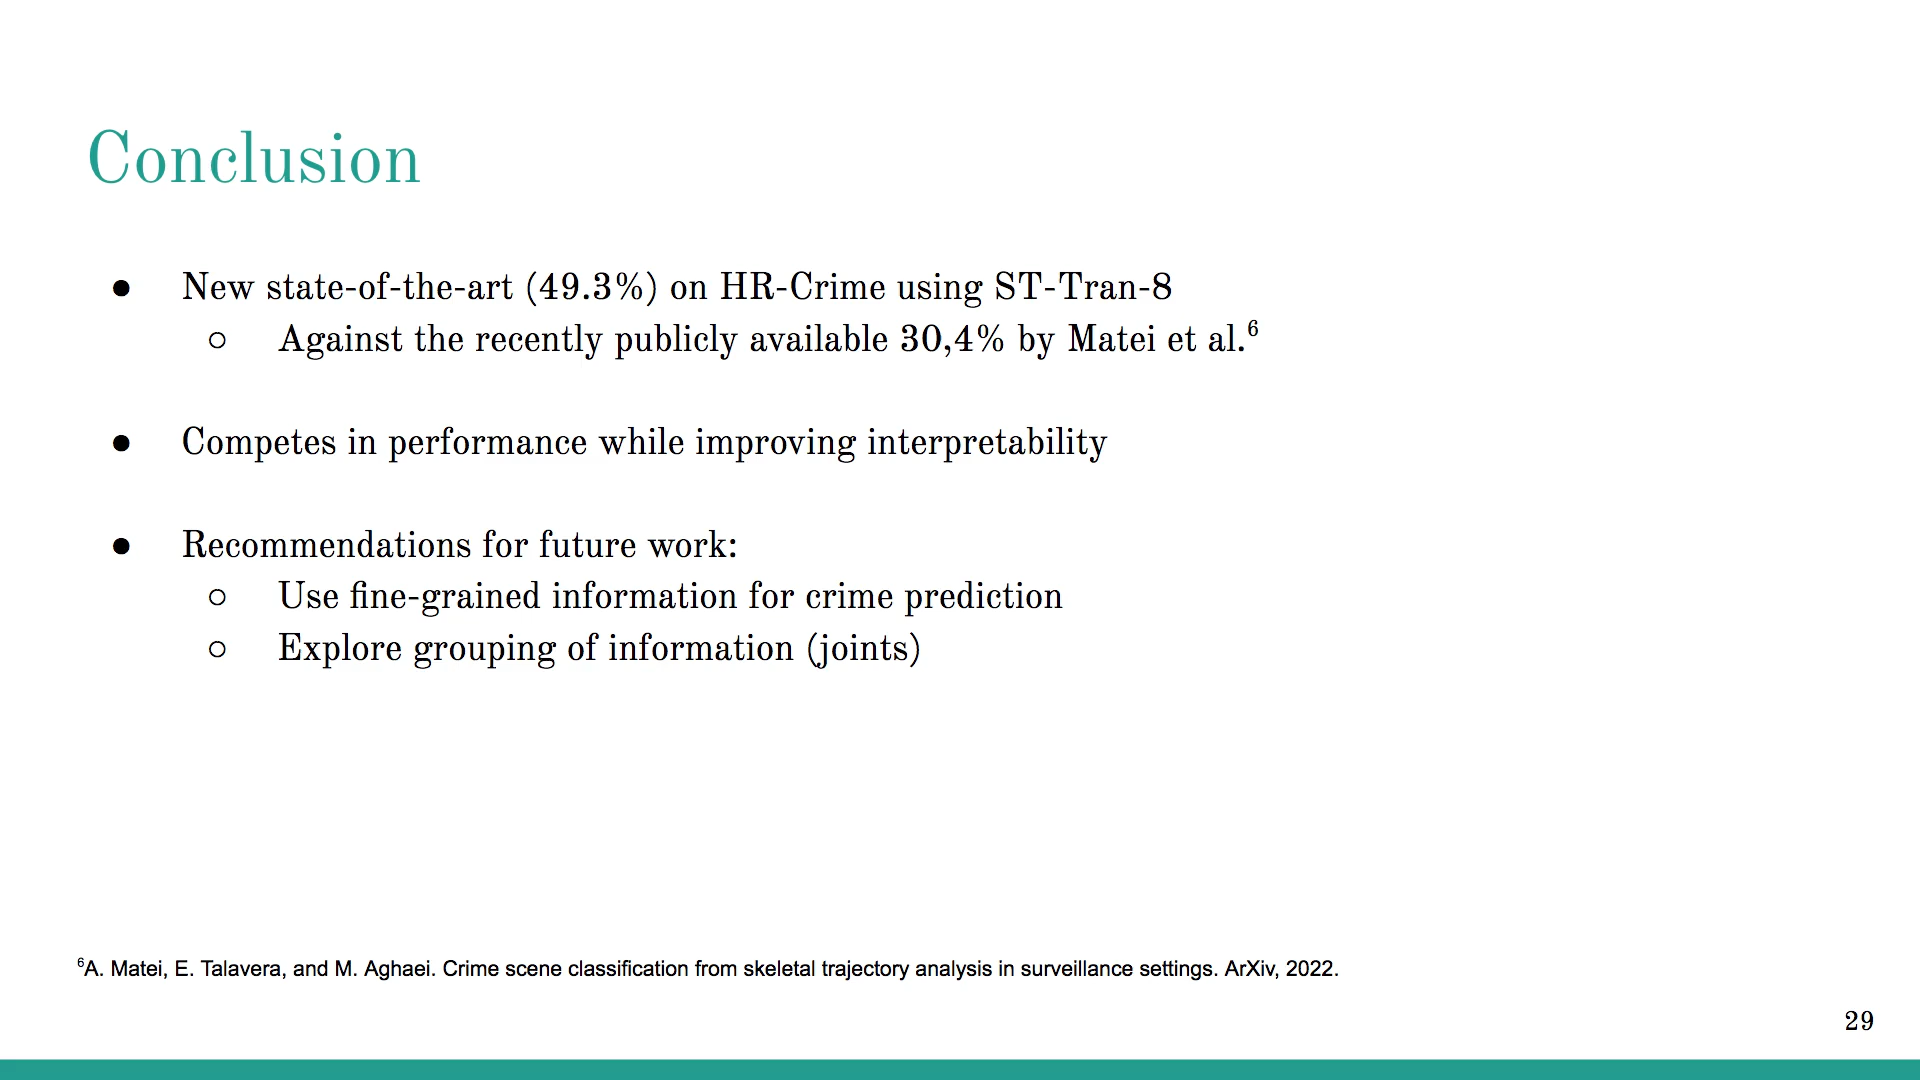 Conclusion
● New state-of-the-art (49.3%) on HR-Crime using ST-Tran-8
○ Against the recently publicly available 30,4% by Matei et al.⁶
● Competes in performance while improving interpretability
● Recommendations for future work:
○ Use fine-grained information for crime prediction
○ Explore grouping of information (joints)
⁶A. Matei, E. Talavera, and M. Aghaei. Crime scene classification from skeletal trajectory analysis in surveillance settings. ArXiv, 2022.
29